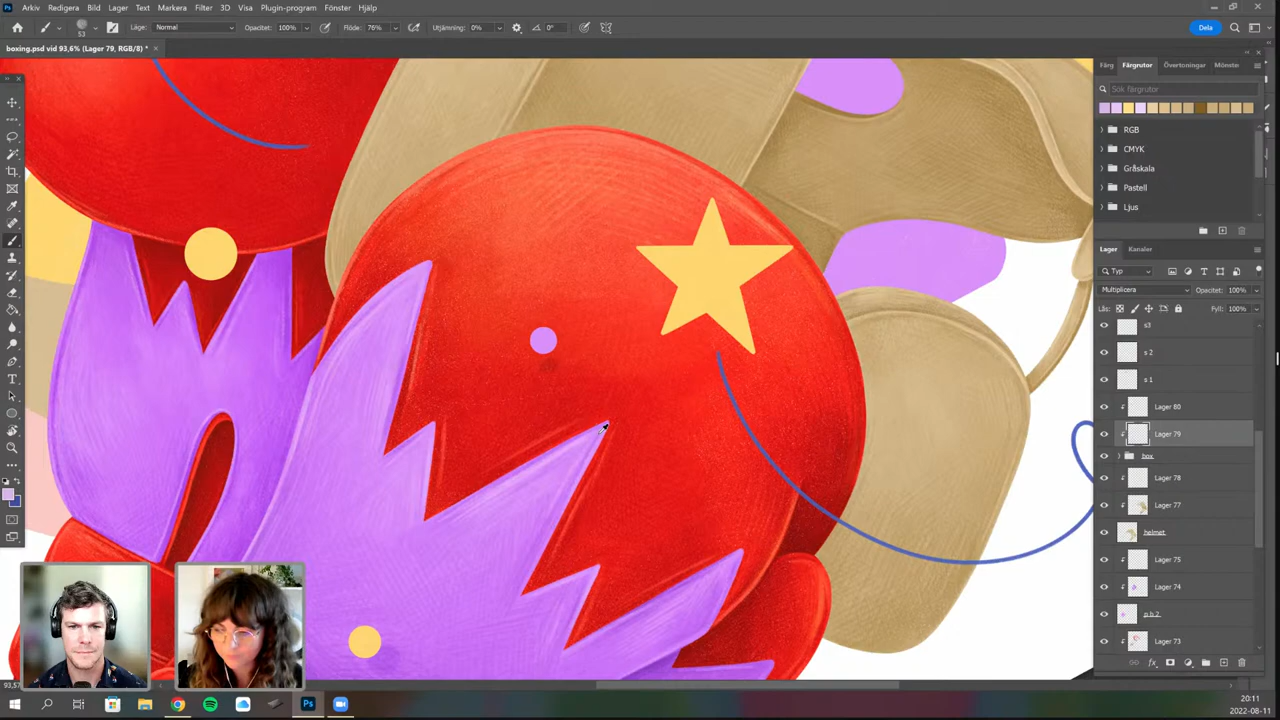 Arkiv Redigera Bild Lager Text Markera Filter 3D Visa Plugin-program Fönster Hjälp
53 Läge: Normal Opacitet: 100% Flöde: 76% Utjämning: 0% 0° Dela
boxing.psd vid 93,6% (Lager 79, RGB/8) *
Färg Färgrutor Övertoningar Mönster
Sök färgrutor
RGB
CMYK
Gråskala
Pastell
Ljus
Lager Kanaler
Typ
Multiplicera Opacitet: 100%
Lås: Fyll: 100%
s3
s 2
s 1
Lager 80
Lager 79
box
Lager 78
Lager 77
helmet
Lager 75
Lager 74
p b 2
Lager 73
20:11
2022-08-11